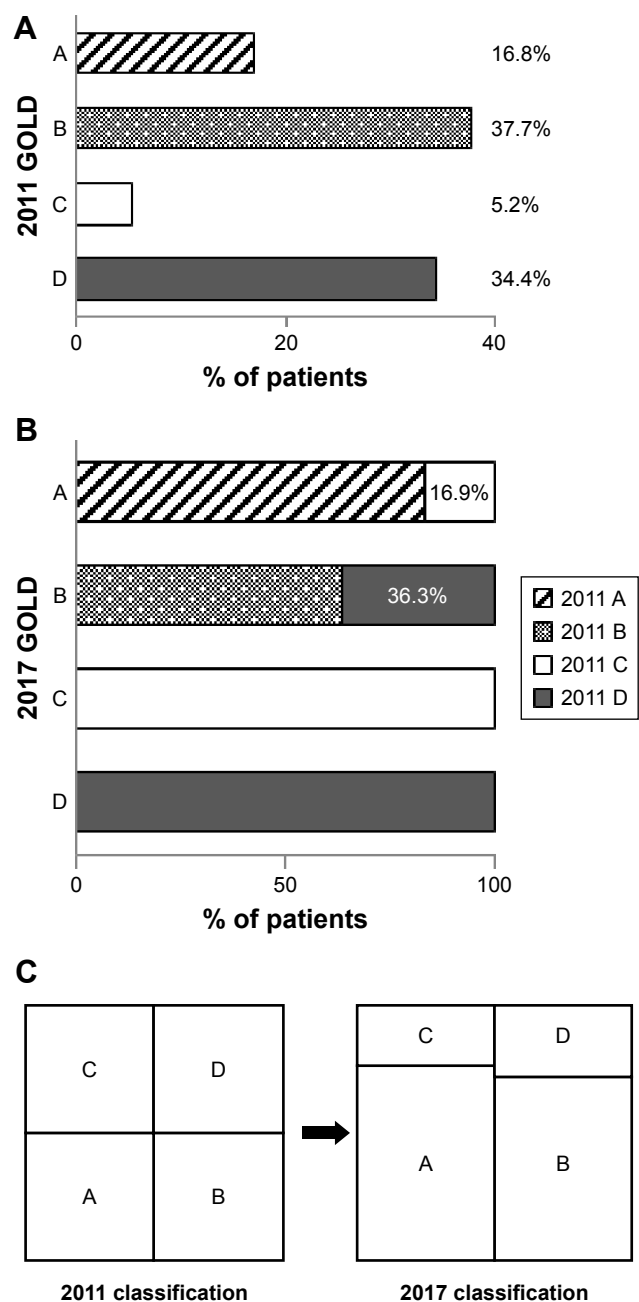 A
2011 GOLD
A
16.8%
B
37.7%
C
5.2%
D
34.4%
0
20
40
% of patients
B
2017 GOLD
A
16.9%
B
36.3%
C
D
0
50
100
% of patients
2011 A
2011 B
2011 C
2011 D
C
C
D
A
B
C
D
A
B
2011 classification
2017 classification